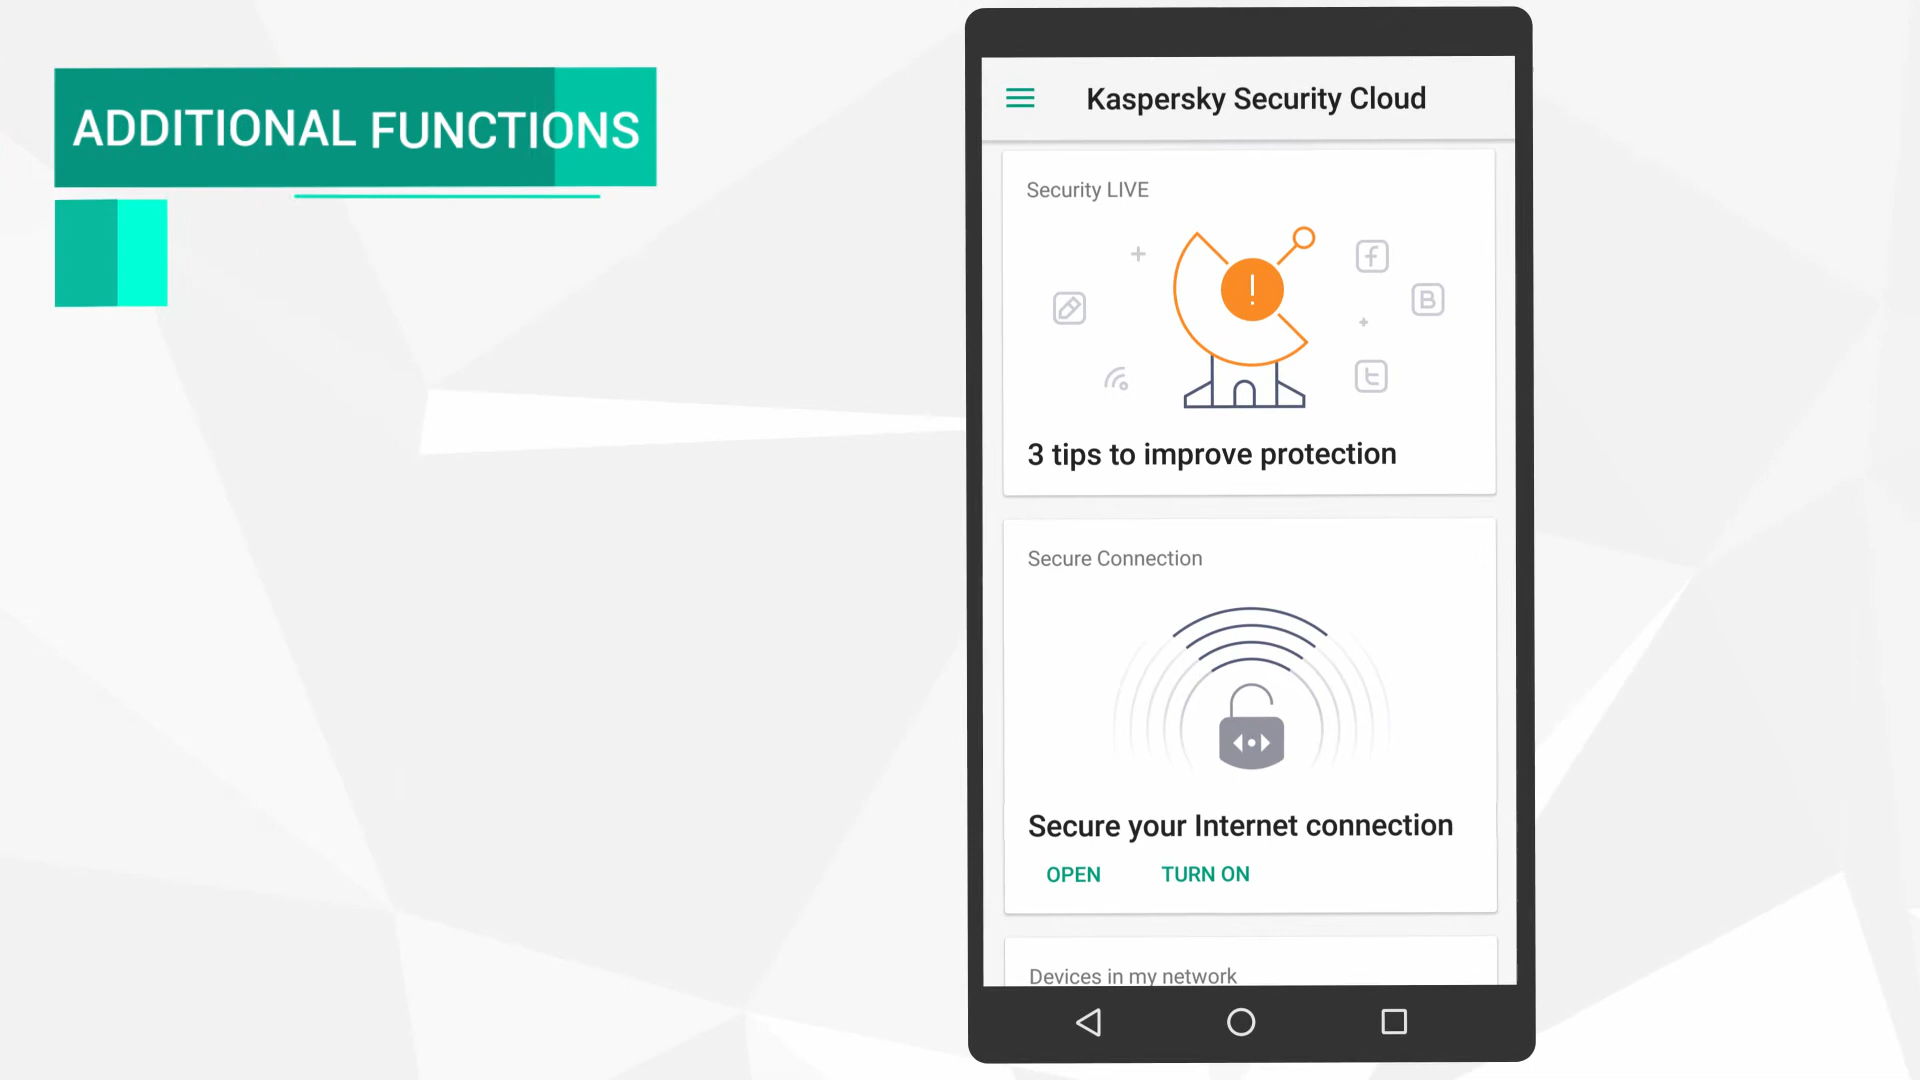 ADDITIONAL FUNCTIONS
Kaspersky Security Cloud
Security LIVE
3 tips to improve protection
Secure Connection
Secure your Internet connection
OPEN TURN ON
Devices in my network